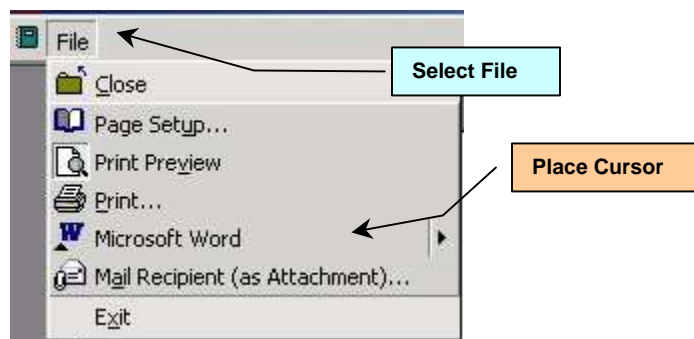 File
Select File
Close
Page Setup...
Print Preview
Place Cursor
Print...
Microsoft Word
Mail Recipient (as Attachment)...
Exit